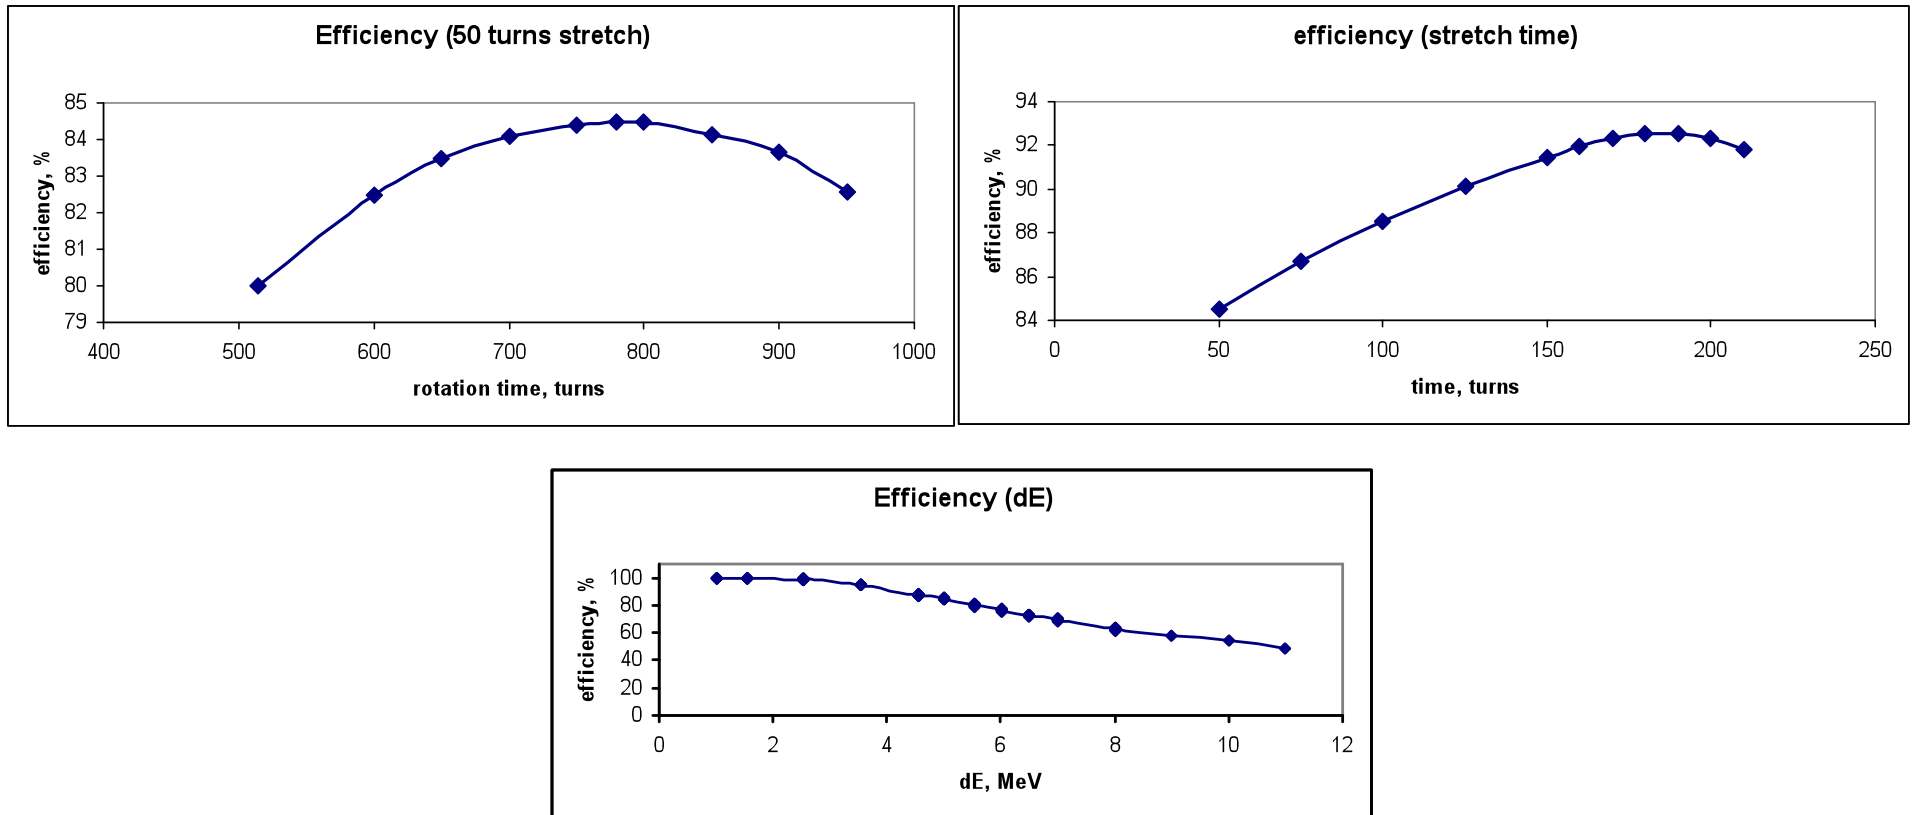 Efficiency (50 turns stretch)
85
84
83
82
81
80
79
400 500 600 700 800 900 1000
efficiency, %
rotation time, turns
efficiency (stretch time)
94
92
90
88
86
84
0 50 100 150 200 250
efficiency, %
time, turns
Efficiency (dE)
100
80
60
40
20
0
0 2 4 6 8 10 12
efficiency, %
dE, MeV